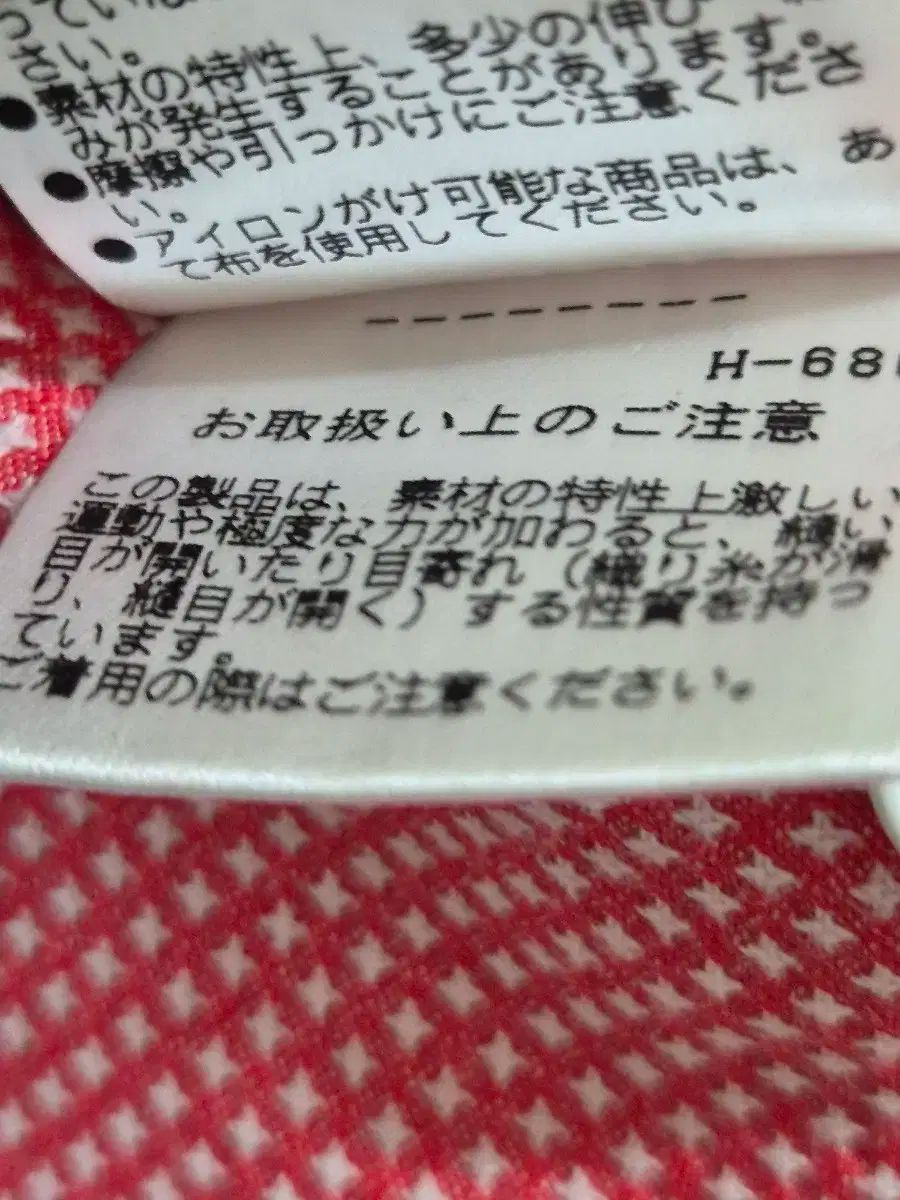 っていは
さい。
●素材の特性上、多少の伸び
みが発生することがあります。
●摩擦や引っかけにご注意くださ
い。
●アイロンがけ可能な商品は、あ
て布を使用してください。
--------
H-68
お取扱い上のご注意
この製品は、素材の特性上激しい
運動や極度な力が加わると、縫い
目が開いたり目寄れ（織り糸が滑
り、縫目が開く）する性質を持つ
ています。
ご着用の際はご注意ください。